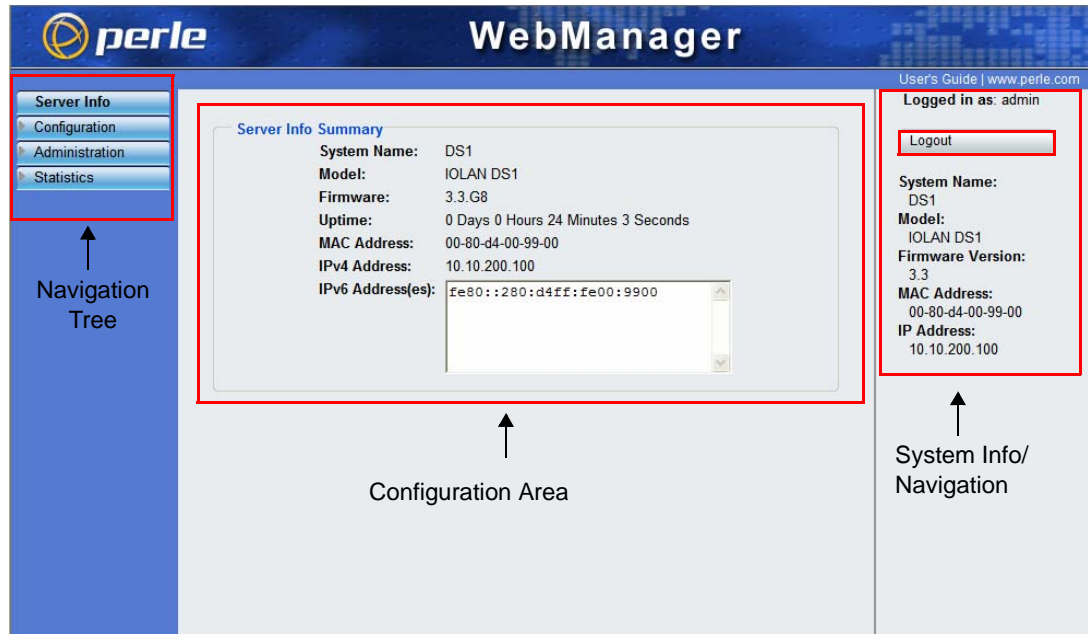 perle
WebManager
User's Guide | www.perle.com
Server Info
Configuration
Administration
Statistics
Navigation
Tree
Server Info Summary
System Name: DS1
Model: IOLAN DS1
Firmware: 3.3.G8
Uptime: 0 Days 0 Hours 24 Minutes 3 Seconds
MAC Address: 00-80-d4-00-99-00
IPv4 Address: 10.10.200.100
IPv6 Address(es): fe80::280:d4ff:fe00:9900
Configuration Area
Logged in as: admin
Logout
System Name:
DS1
Model:
IOLAN DS1
Firmware Version:
3.3
MAC Address:
00-80-d4-00-99-00
IP Address:
10.10.200.100
System Info/
Navigation